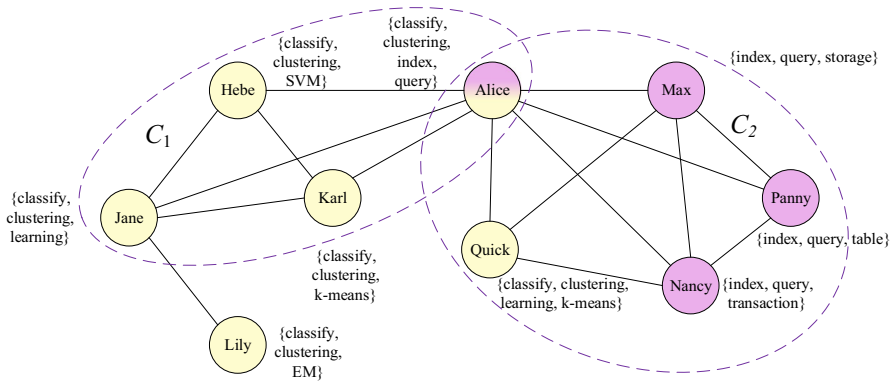 {classify,
clustering,
SVM}
{classify,
clustering,
index,
query}
{index, query, storage}
Hebe
Alice
Max
C1
C2
{classify,
clustering,
learning}
Jane
Karl
Panny
{index, query, table}
Quick
{classify,
clustering,
k-means}
{classify, clustering,
learning, k-means}
Nancy
{index, query,
transaction}
Lily
{classify,
clustering,
EM}